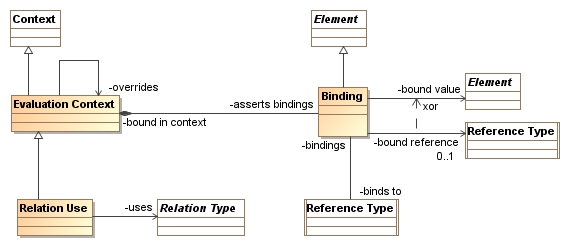 Context
Element
-overrides
Evaluation Context
-asserts bindings
-bound in context
Binding
-bound value
Element
xor
Reference Type
-bound reference
0..1
-bindings
-binds to
Relation Use
-uses
Relation Type
Reference Type